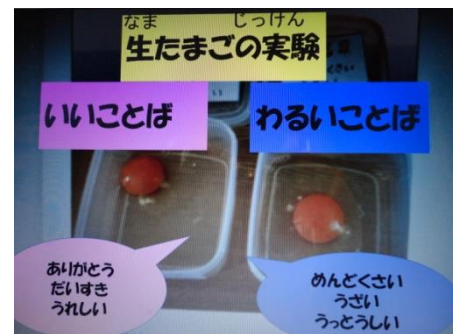 なま じっけん
生たまごの実験
いいことば
わるいことば
ありがとう
だいすき
うれしい
めんどくさい
うざい
うっとうしい